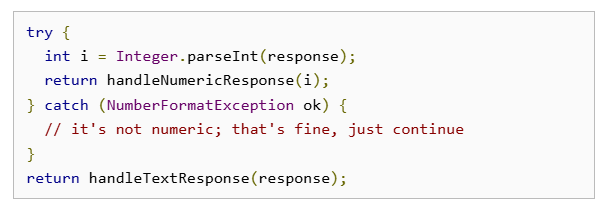 try {
  int i = Integer.parseInt(response);
  return handleNumericResponse(i);
} catch (NumberFormatException ok) {
  // it's not numeric; that's fine, just continue
}
return handleTextResponse(response);